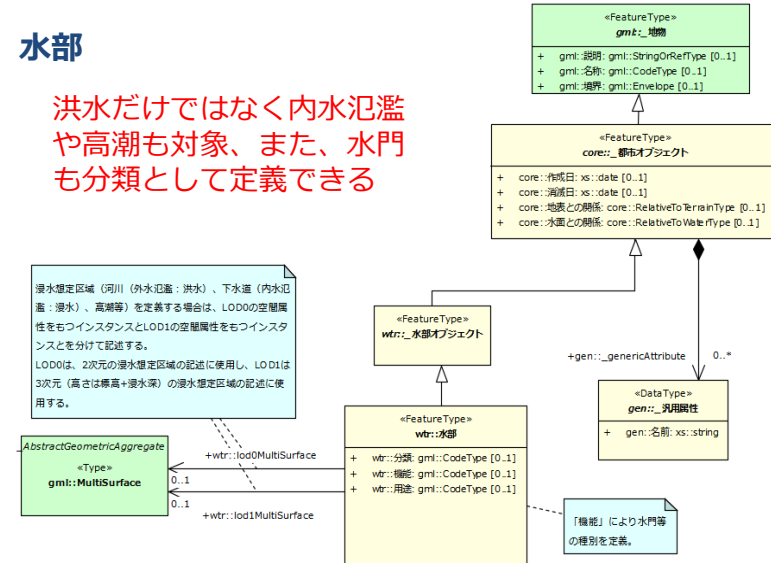 水部
洪水だけではなく内水氾濫
や高潮も対象、また、水門
も分類として定義できる
«FeatureType»
gml::_地物
+ gml::説明: gml::StringOrRefType [0..1]
+ gml::名称: gml::CodeType [0..1]
+ gml::境界: gml::Envelope [0..1]
«FeatureType»
core::_都市オブジェクト
+ core::作成日: xs::date [0..1]
+ core::消滅日: xs::date [0..1]
+ core::地表との関係: core::RelativeToTerrainType [0..1]
+ core::水面との関係: core::RelativeToWaterType [0..1]
浸水想定区域（河川（外水氾濫：洪水）、下水道（内水氾
濫：浸水）、高潮等）を定義する場合は、LOD0の空間属
性をもつインスタンスとLOD1の空間属性をもつインスタ
ンスとを分けて記述する。
LOD0は、2次元の浸水想定区域の記述に使用し、LOD1は
3次元（高さは標高+浸水深）の浸水想定区域の記述に使
用する。
«FeatureType»
wtr::_水部オブジェクト
+gen::_genericAttribute 0..*
«DataType»
gen::_汎用属性
+ gen::名前: xs::string
_AbstractGeometricAggregate
«Type»
gml::MultiSurface
+wtr::lod0MultiSurface
0..1
0..1
+wtr::lod1MultiSurface
«FeatureType»
wtr::水部
+ wtr::分類: gml::CodeType [0..1]
+ wtr::機能: gml::CodeType [0..1]
+ wtr::用途: gml::CodeType [0..1]
「機能」により水門等
の種別を定義。